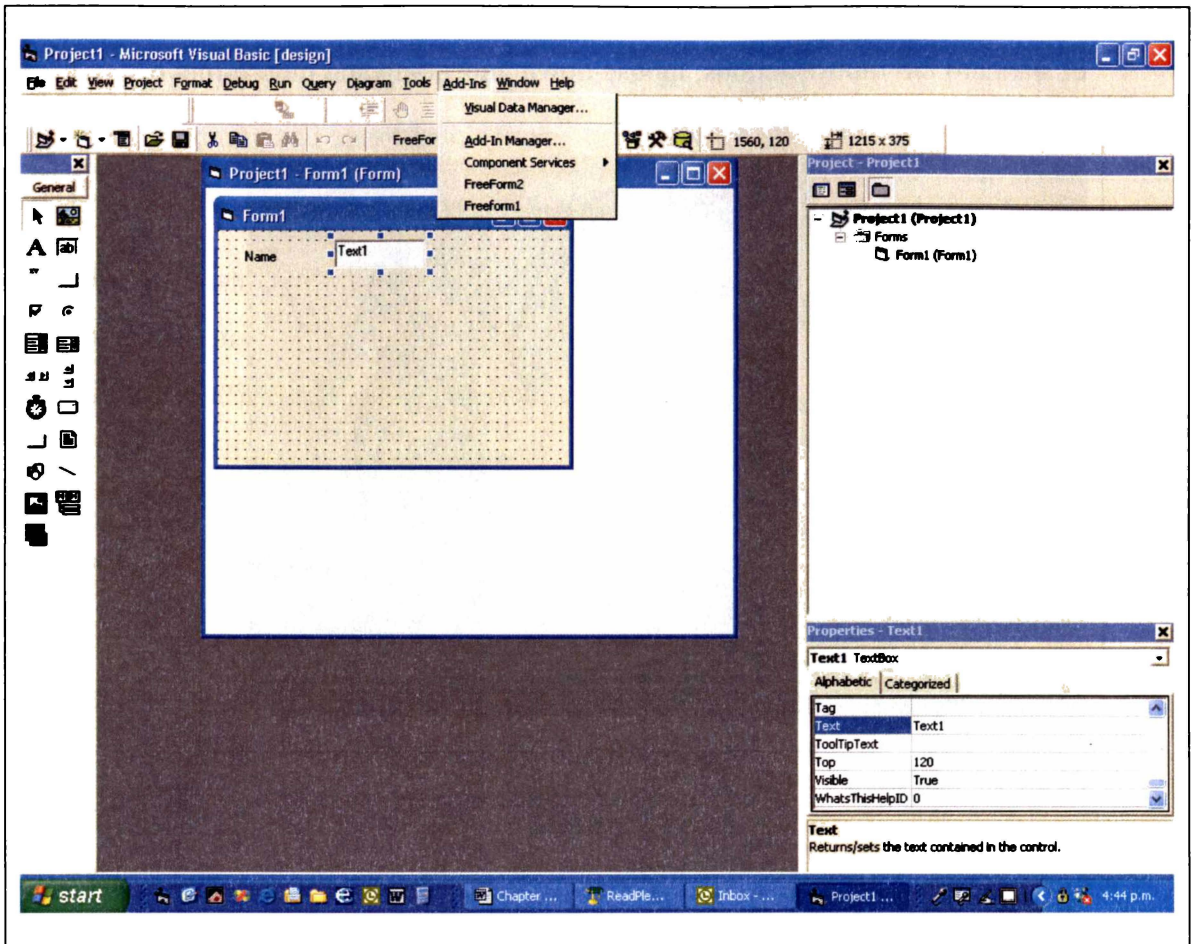 Project1 - Microsoft Visual Basic [design]
File Edit View Project Format Debug Run Query Diagram Tools Add-Ins Window Help
Visual Data Manager...
Add-In Manager...
Component Services
FreeForm2
Freeform1
FreeFor
1560, 120
1215 x 375
General
Project1 - Form1 (Form)
Form1
Name
Text1
Project - Project1
Project1 (Project1)
Forms
Form1 (Form1)
Properties - Text1
Text1 TextBox
Alphabetic Categorized
Tag
Text Text1
ToolTipText
Top 120
Visible True
WhatsThisHelpID 0
Text
Returns/sets the text contained in the control.
start
Chapter ...
ReadPle...
Inbox - ...
Project1 ...
4:44 p.m.